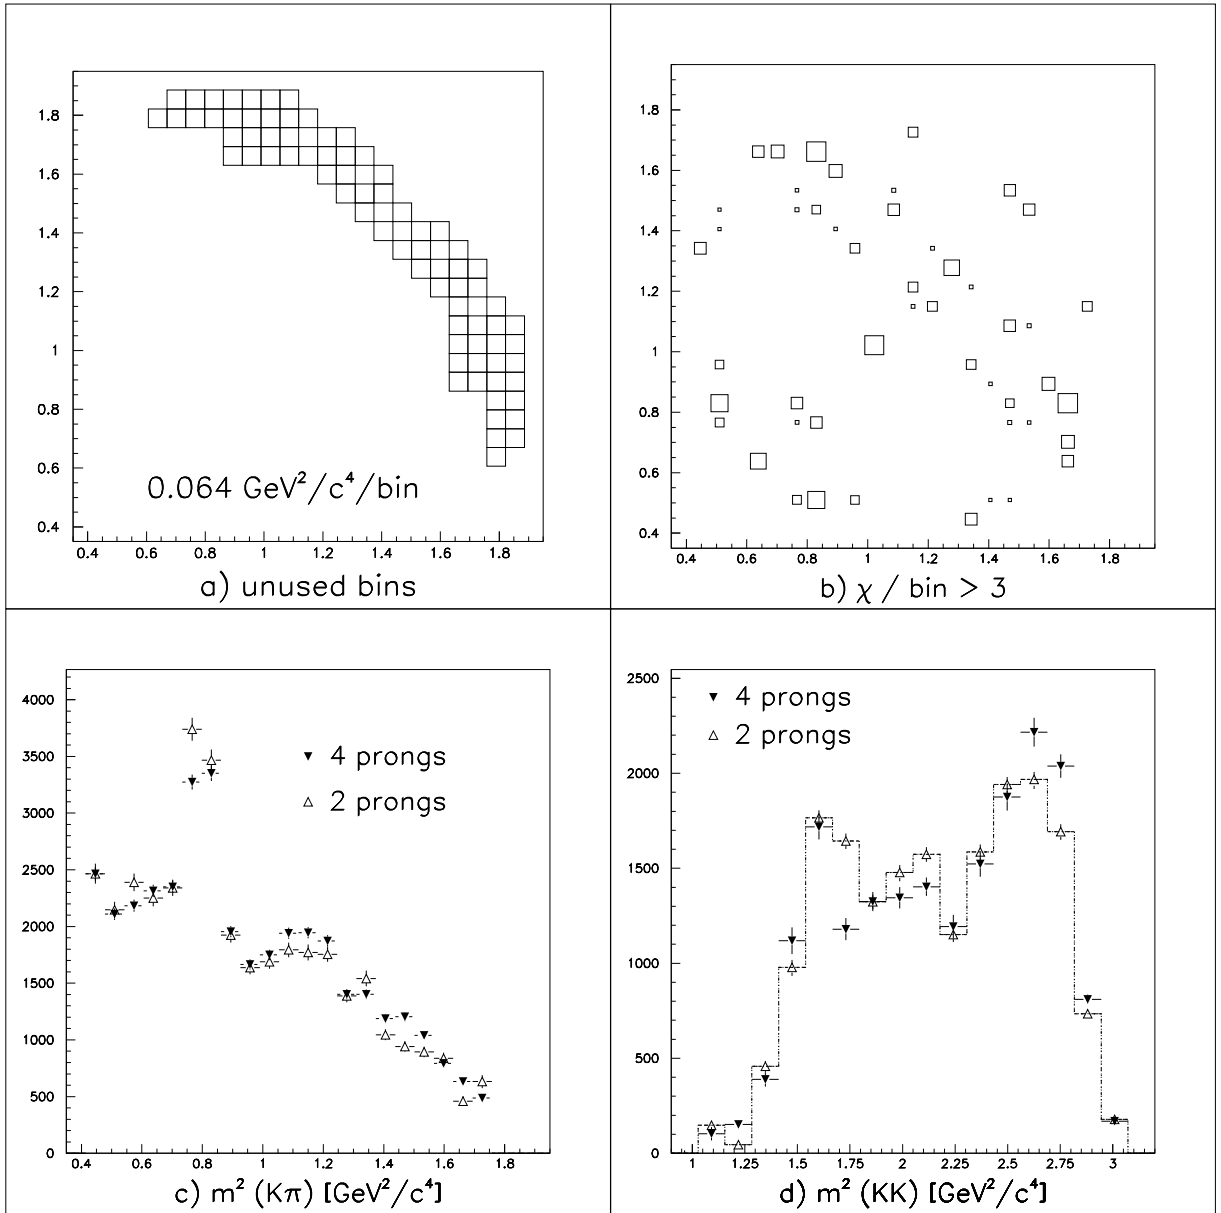 1.8
1.6
1.4
1.2
1
0.8
0.6
0.4
0.064 GeV²/c⁴/bin
0.4 0.6 0.8 1 1.2 1.4 1.6 1.8
a) unused bins
1.8
1.6
1.4
1.2
1
0.8
0.6
0.4
0.4 0.6 0.8 1 1.2 1.4 1.6 1.8
b) χ / bin > 3
4000
3500
3000
2500
2000
1500
1000
500
0
4 prongs
2 prongs
0.4 0.6 0.8 1 1.2 1.4 1.6 1.8
c) m² (Kπ) [GeV²/c⁴]
2500
2000
1500
1000
500
0
4 prongs
2 prongs
1 1.25 1.5 1.75 2 2.25 2.5 2.75 3
d) m² (KK) [GeV²/c⁴]